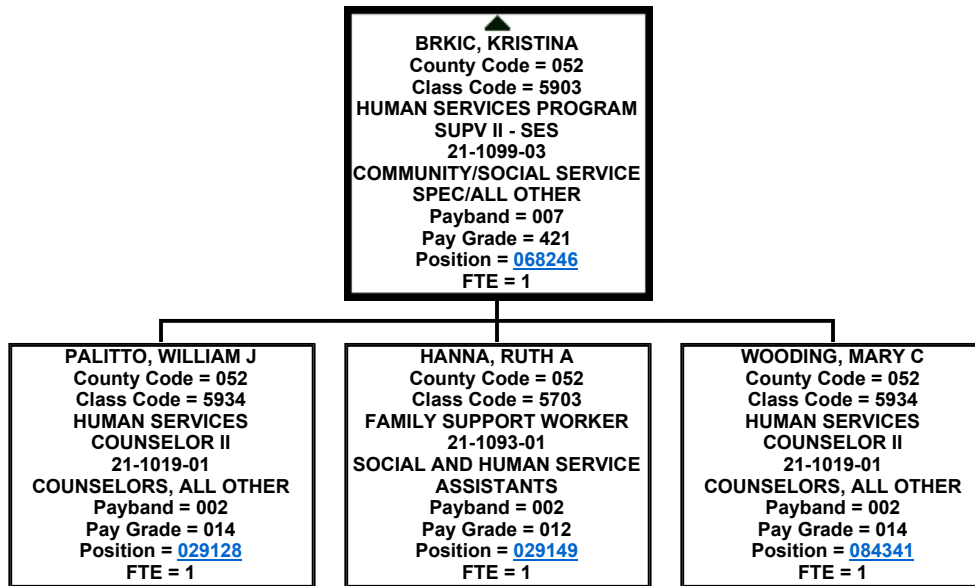 BRKIC, KRISTINA
County Code = 052
Class Code = 5903
HUMAN SERVICES PROGRAM
SUPV II - SES
21-1099-03
COMMUNITY/SOCIAL SERVICE
SPEC/ALL OTHER
Payband = 007
Pay Grade = 421
Position = 068246
FTE = 1
PALITTO, WILLIAM J
County Code = 052
Class Code = 5934
HUMAN SERVICES
COUNSELOR II
21-1019-01
COUNSELORS, ALL OTHER
Payband = 002
Pay Grade = 014
Position = 029128
FTE = 1
HANNA, RUTH A
County Code = 052
Class Code = 5703
FAMILY SUPPORT WORKER
21-1093-01
SOCIAL AND HUMAN SERVICE
ASSISTANTS
Payband = 002
Pay Grade = 012
Position = 029149
FTE = 1
WOODING, MARY C
County Code = 052
Class Code = 5934
HUMAN SERVICES
COUNSELOR II
21-1019-01
COUNSELORS, ALL OTHER
Payband = 002
Pay Grade = 014
Position = 084341
FTE = 1